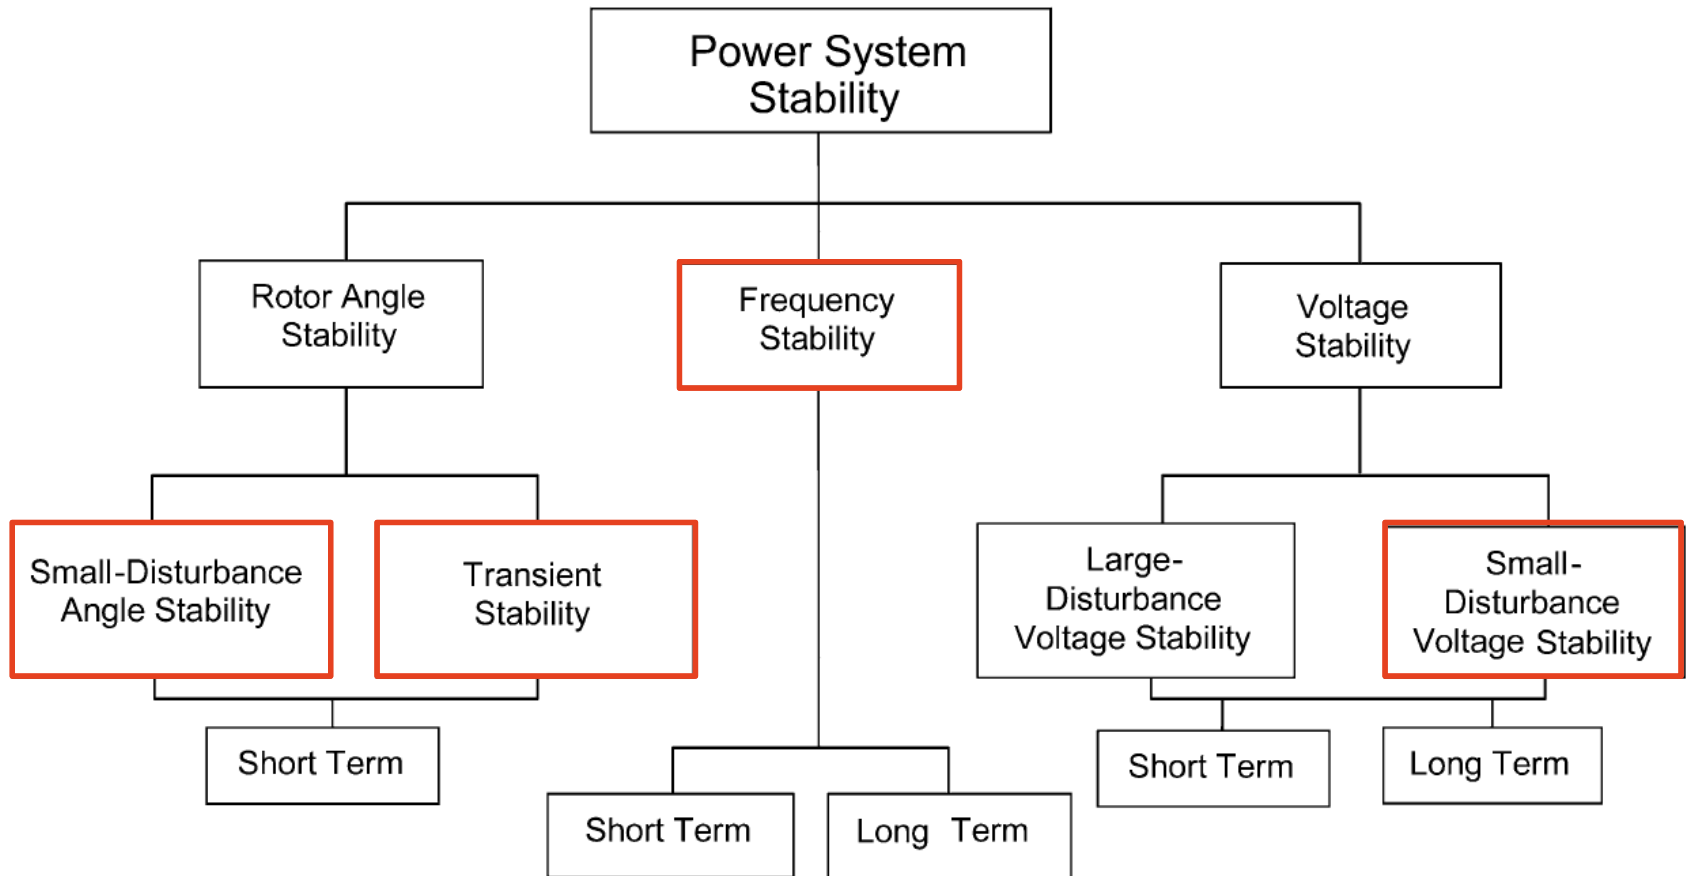 Power System
Stability
Rotor Angle
Stability
Frequency
Stability
Voltage
Stability
Small-Disturbance
Angle Stability
Transient
Stability
Large-
Disturbance
Voltage Stability
Small-
Disturbance
Voltage Stability
Short Term
Short Term
Long Term
Short Term
Long Term